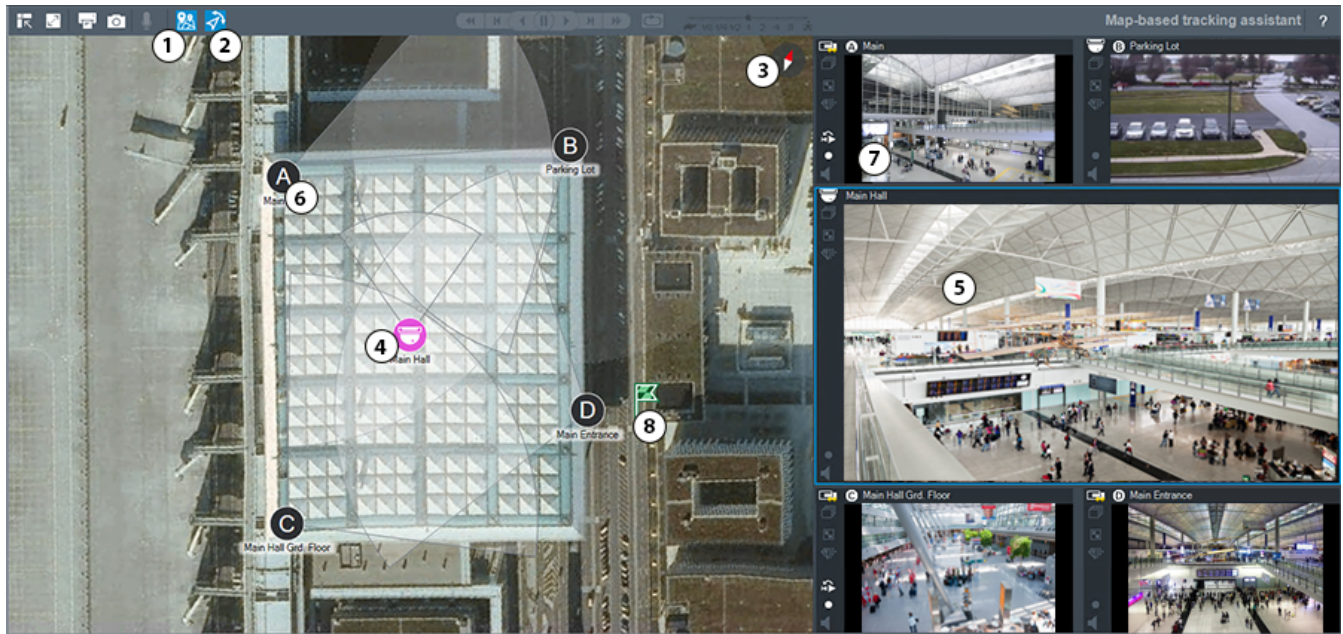 Map-based tracking assistant ?
1
2
3
A Main
B Parking Lot
B
Parking Lot
A
6
Main
7
Main Hall
5
4
Main Hall
D
Main Entrance
8
C
Main Hall Grd. Floor
C Main Hall Grd. Floor
D Main Entrance